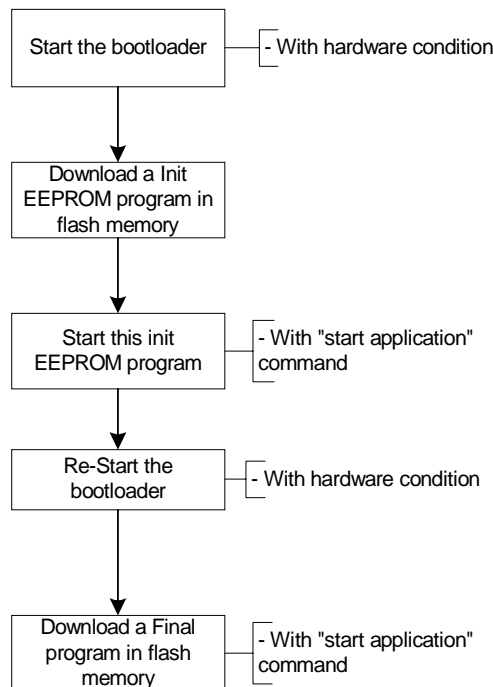 Start the bootloader
- With hardware condition
Download a Init
EEPROM program in
flash memory
Start this init
EEPROM program
- With "start application"
command
Re-Start the
bootloader
- With hardware condition
Download a Final
program in flash
memory
- With "start application"
command